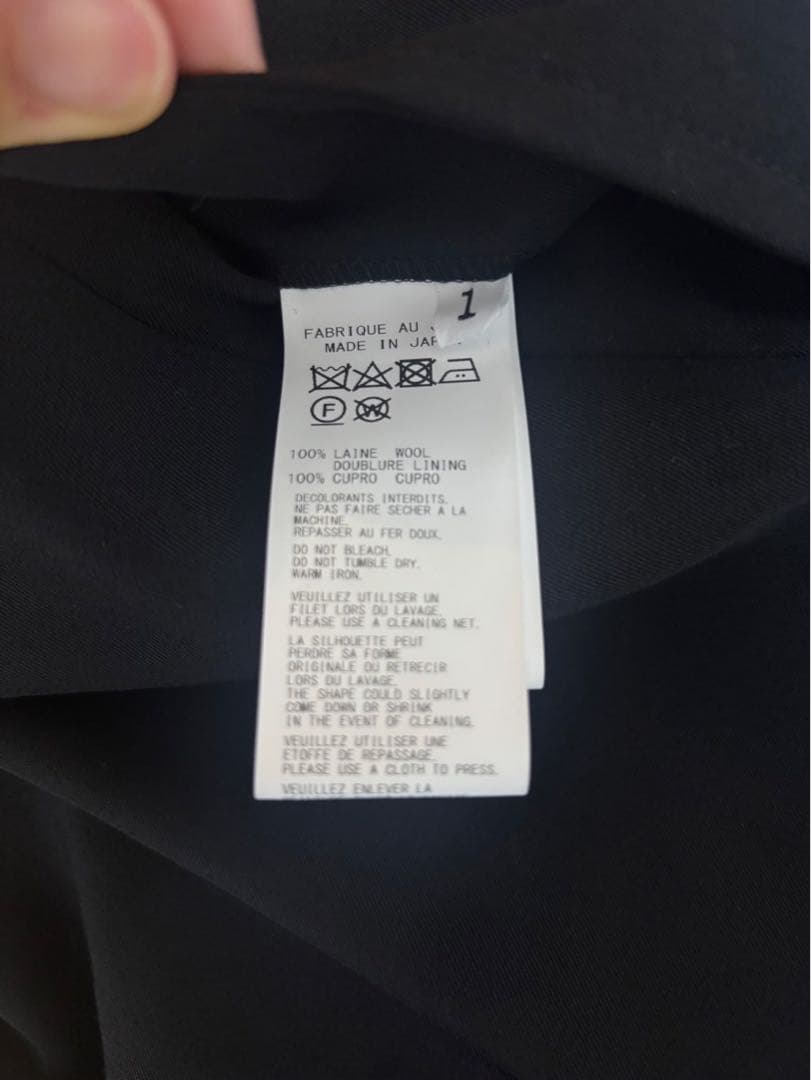 1
FABRIQUE AU
MADE IN
F
W
100% LAINE WOOL
DOUBLURE LINING
100% CUPRO CUPRO
DECOLORANTS INTERDITS.
NE PAS FAIRE SECHER A LA
MACHINE.
REPASSER AU FER DOUX.
DO NOT BLEACH.
DO NOT TUMBLE DRY.
WARM IRON.
VEUILLEZ UTILISER UN
FILET LORS DU LAVAGE.
PLEASE USE A CLEANING NET.
LA SILHOUETTE PEUT
PERDRE SA FORME
ORIGINALE OU RETRECIR
LORS DU LAVAGE.
THE SHAPE COULD SLIGHTLY
COME DOWN OR SHRINK
IN THE EVENT OF CLEANING.
VEUILLEZ UTILISER UNE
ETOFFE DE REPASSAGE.
PLEASE USE A CLOTH TO PRESS.
VEUILLEZ ENLEVER LA